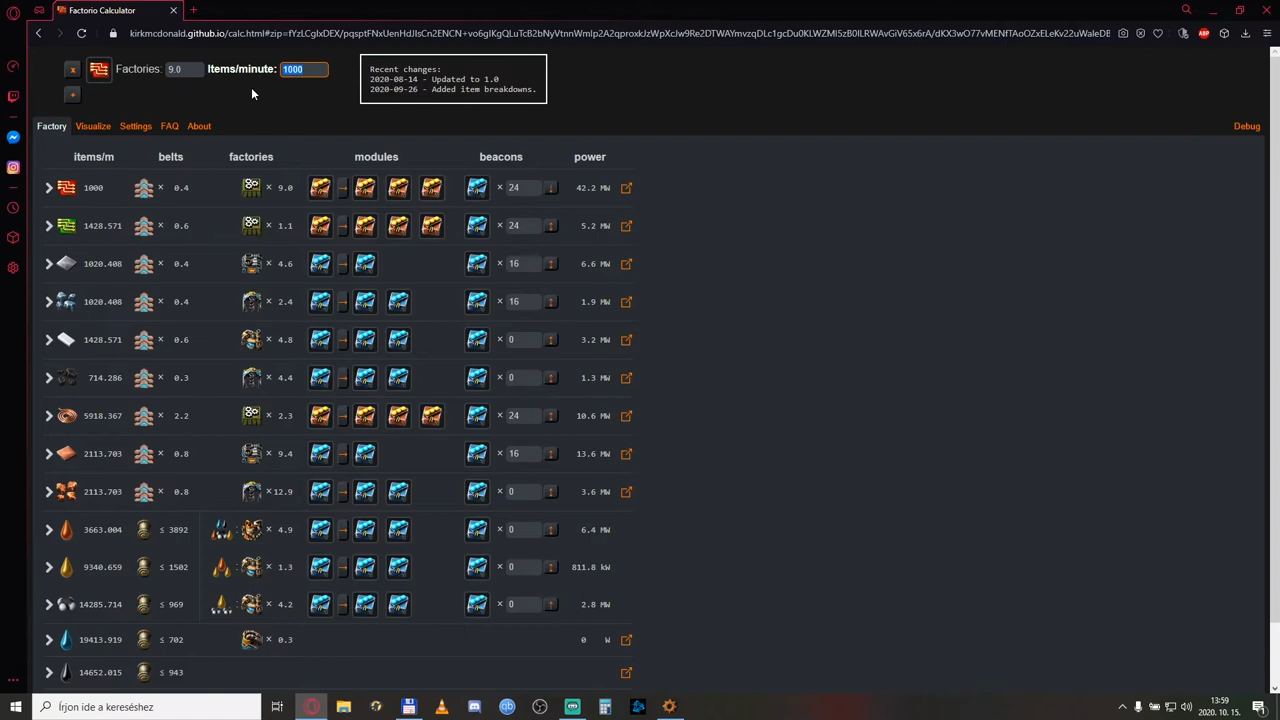 Factorio Calculator
kirkmcdonald.github.io/calc.html#zip=
Factories: 9.0 Items/minute: 1000
Recent changes:
2020-08-14 - Updated to 1.0
2020-09-26 - Added item breakdowns.
Factory Visualize Settings FAQ About Debug
items/m belts factories modules beacons power
1000 × 0.4 × 9.0 × 24 42.2 MW
1428.571 × 0.6 × 1.1 × 24 5.2 MW
1020.408 × 0.4 × 4.6 × 16 6.6 MW
1020.408 × 0.4 × 2.4 × 16 1.9 MW
1428.571 × 0.6 × 4.8 × 0 3.2 MW
714.286 × 0.3 × 4.4 × 0 1.3 MW
5918.367 × 2.2 × 2.3 × 24 10.6 MW
2113.703 × 0.8 × 9.4 × 16 13.6 MW
2113.703 × 0.8 × 12.9 × 0 3.6 MW
3663.004 ≤ 3892 × 4.9 × 0 6.4 MW
9340.659 ≤ 1502 × 1.3 × 0 811.8 kW
14285.714 ≤ 969 × 4.2 × 0 2.8 MW
19413.919 ≤ 702 × 0.3 0 W
14652.015 ≤ 943
Írjon ide a kereséshez
13:59
2020. 10. 15.